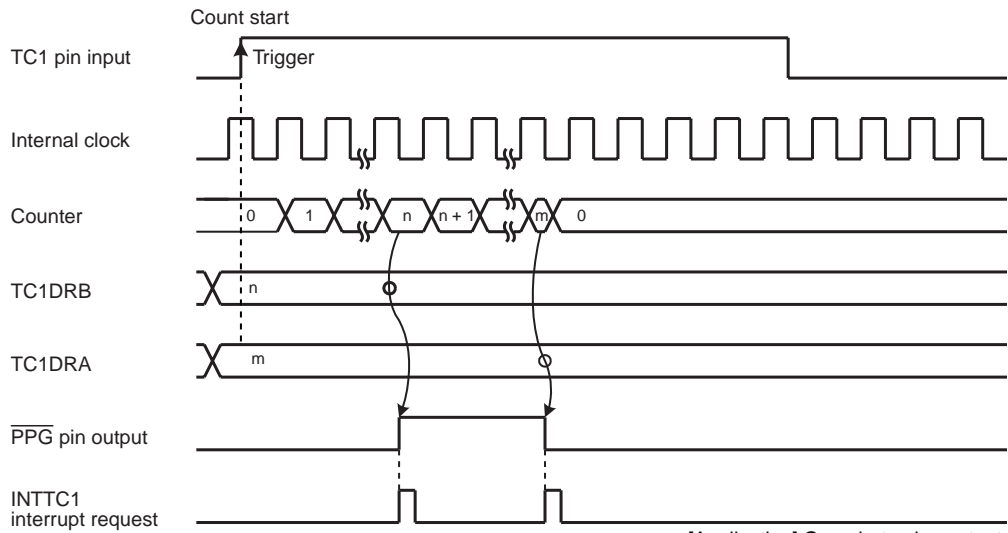 Count start
TC1 pin input
Trigger
Internal clock
Counter
0 1 n n + 1 m 0
TC1DRB
n
TC1DRA
m
PPG pin output
INTTC1
interrupt request